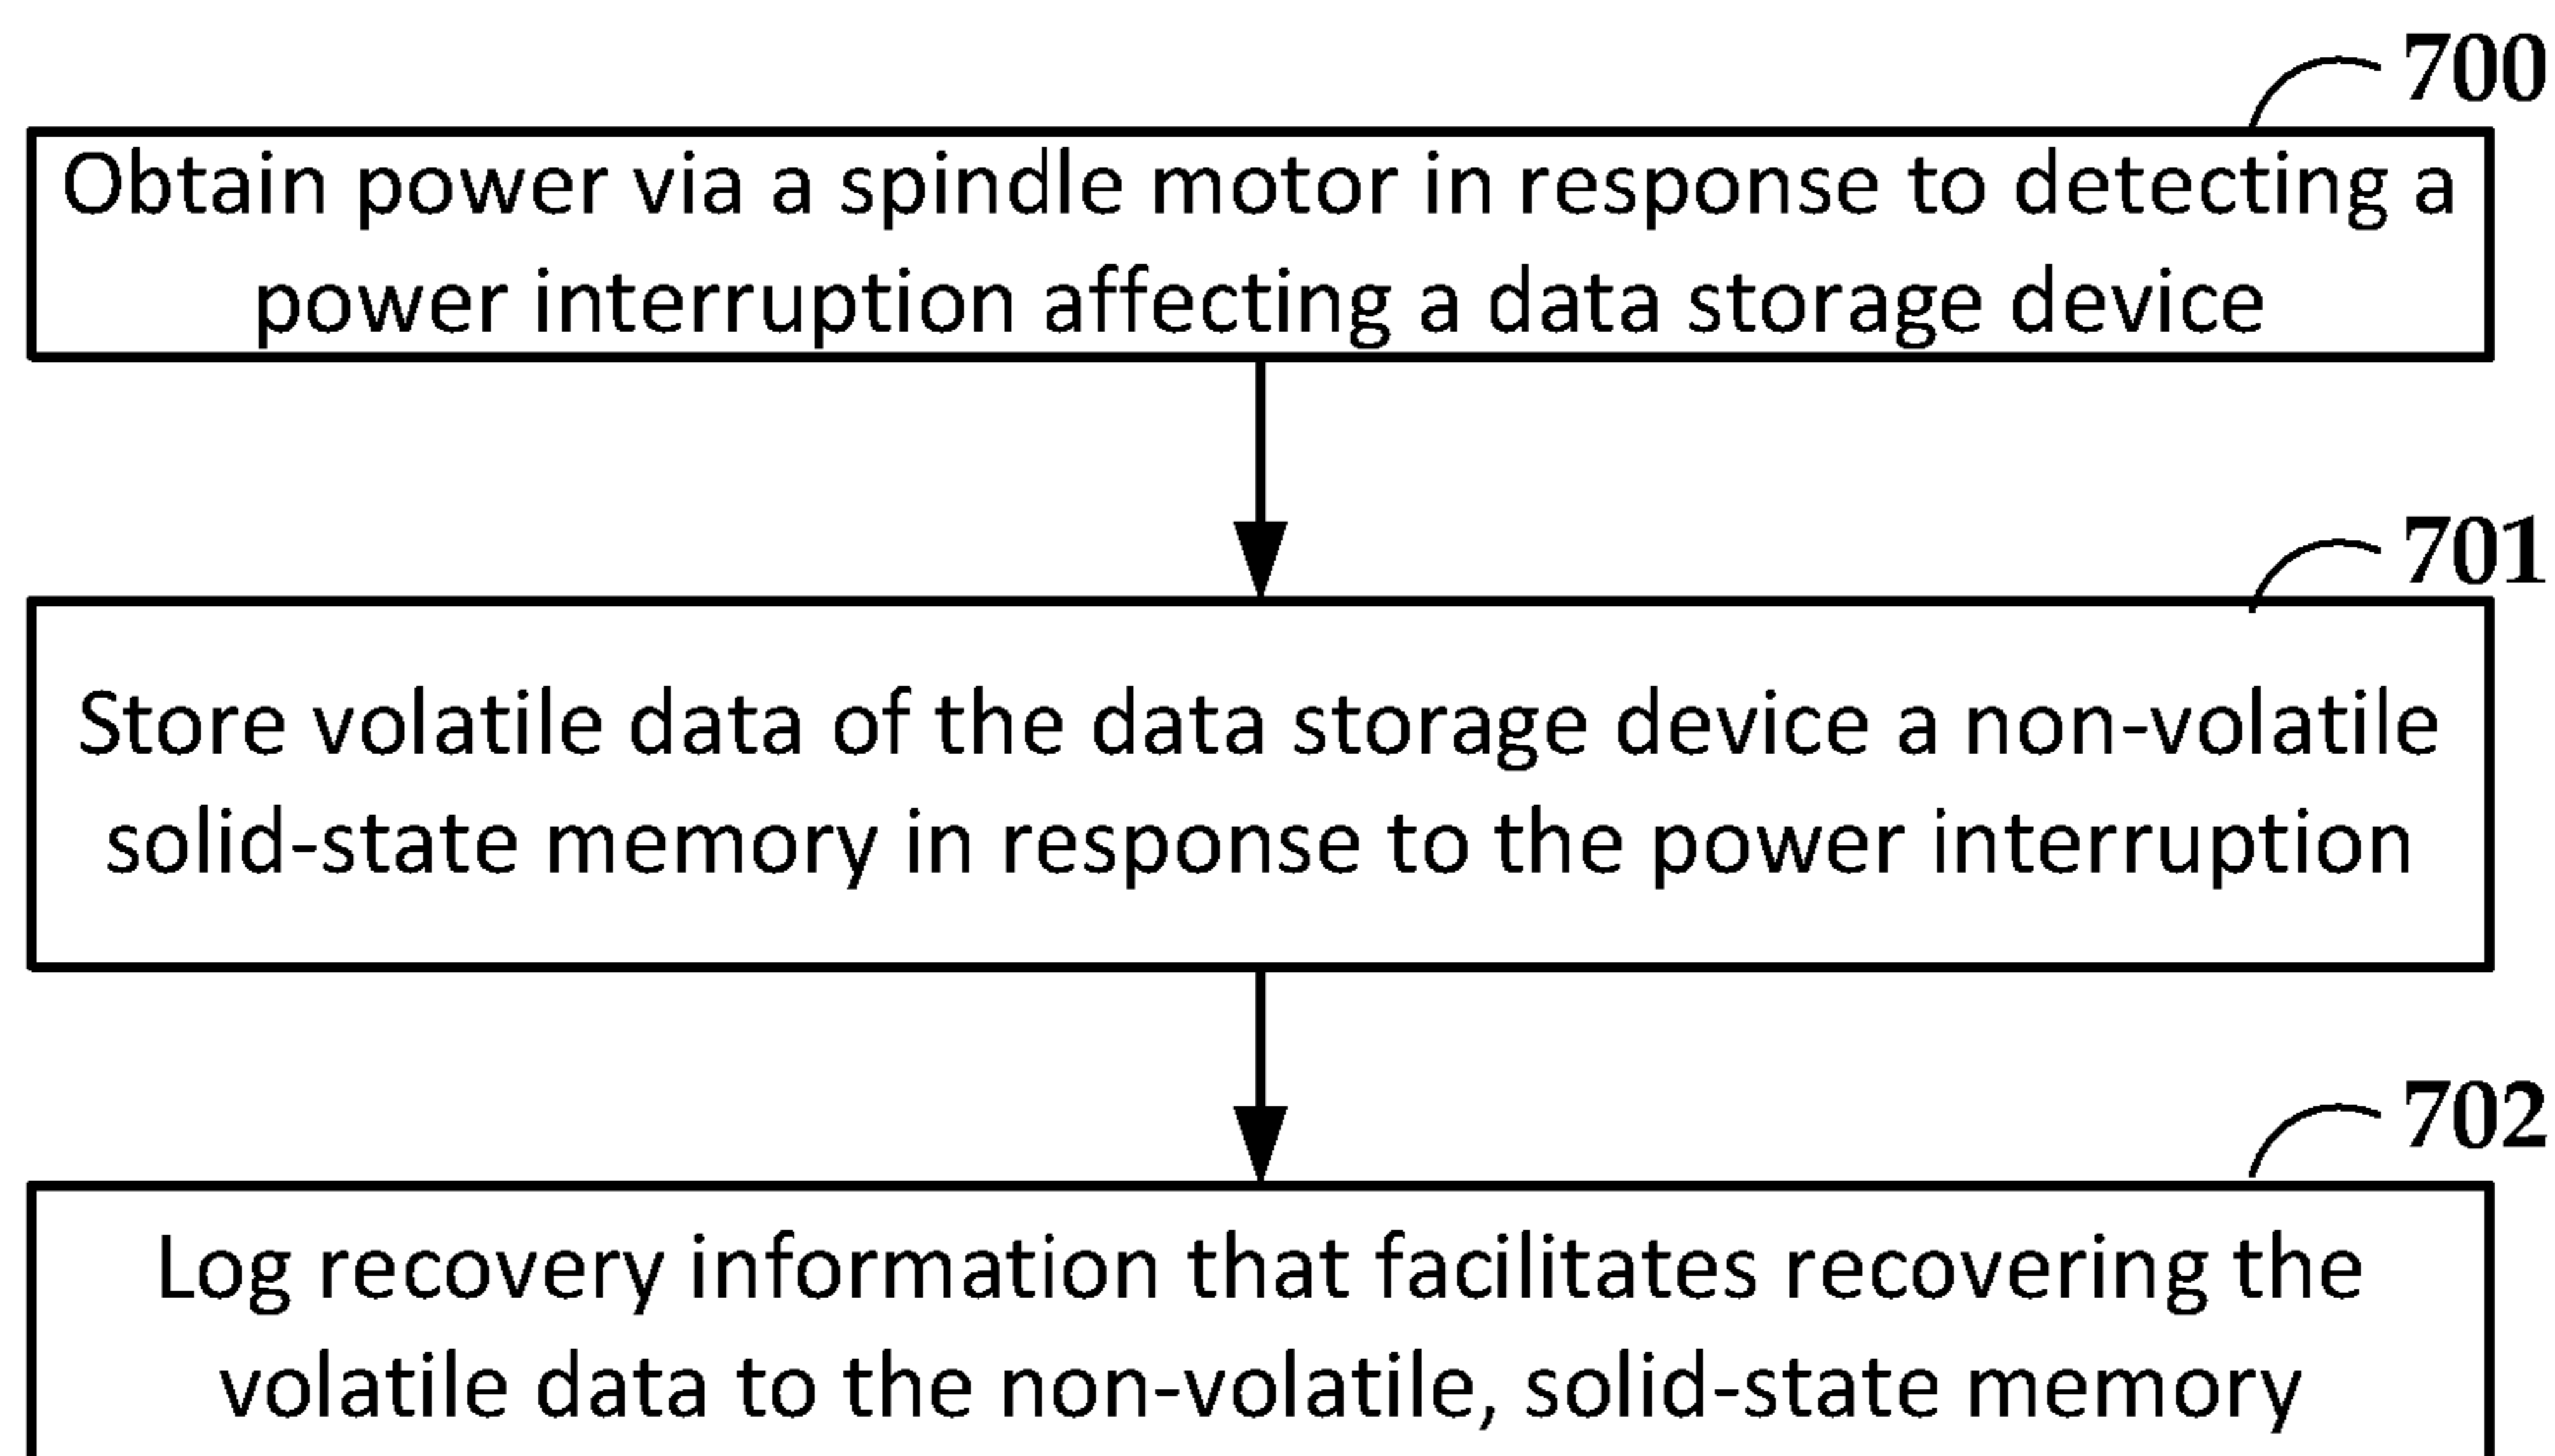 700
Obtain power via a spindle motor in response to detecting a
power interruption affecting a data storage device
701
Store volatile data of the data storage device a non-volatile
solid-state memory in response to the power interruption
702
Log recovery information that facilitates recovering the
volatile data to the non-volatile, solid-state memory